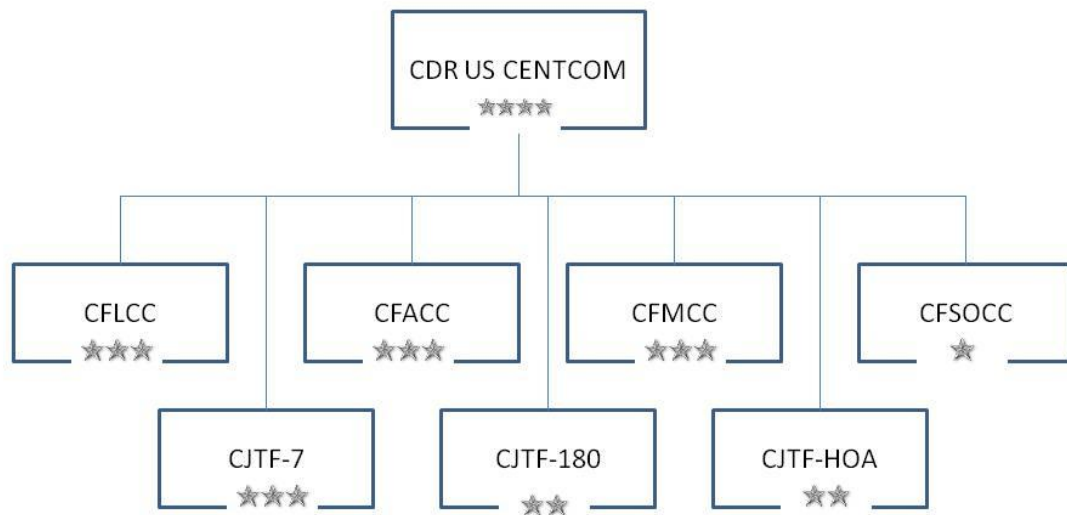 CDR US CENTCOM
CFLCC
CFACC
CFMCC
CFSOCC
CJTF-7
CJTF-180
CJTF-HOA